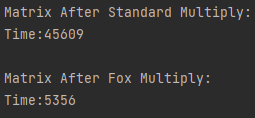 Matrix After Standard Multiply:
Time:45609
Matrix After Fox Multiply:
Time:5356